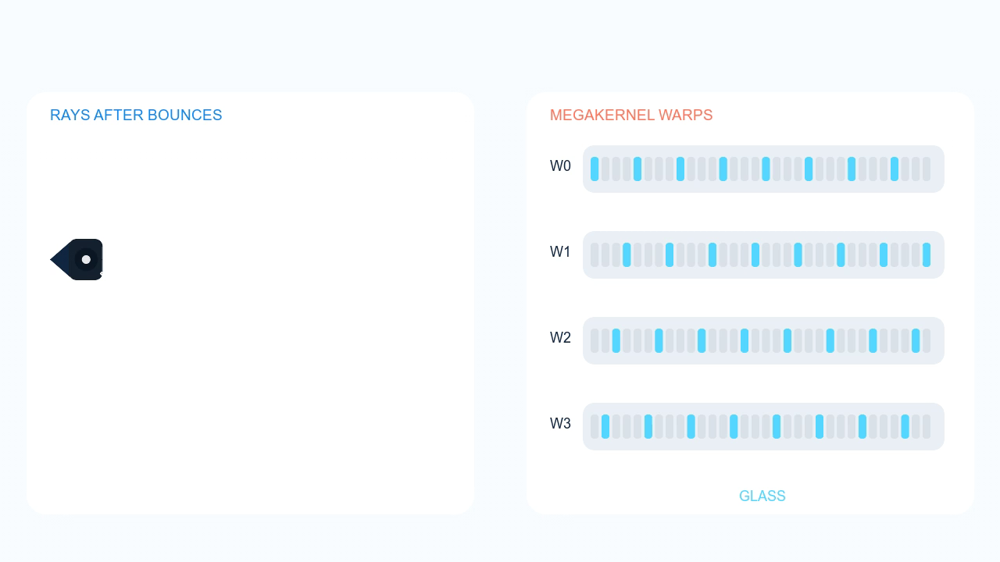 RAYS AFTER BOUNCES
MEGAKERNEL WARPS
W0
W1
W2
W3
GLASS